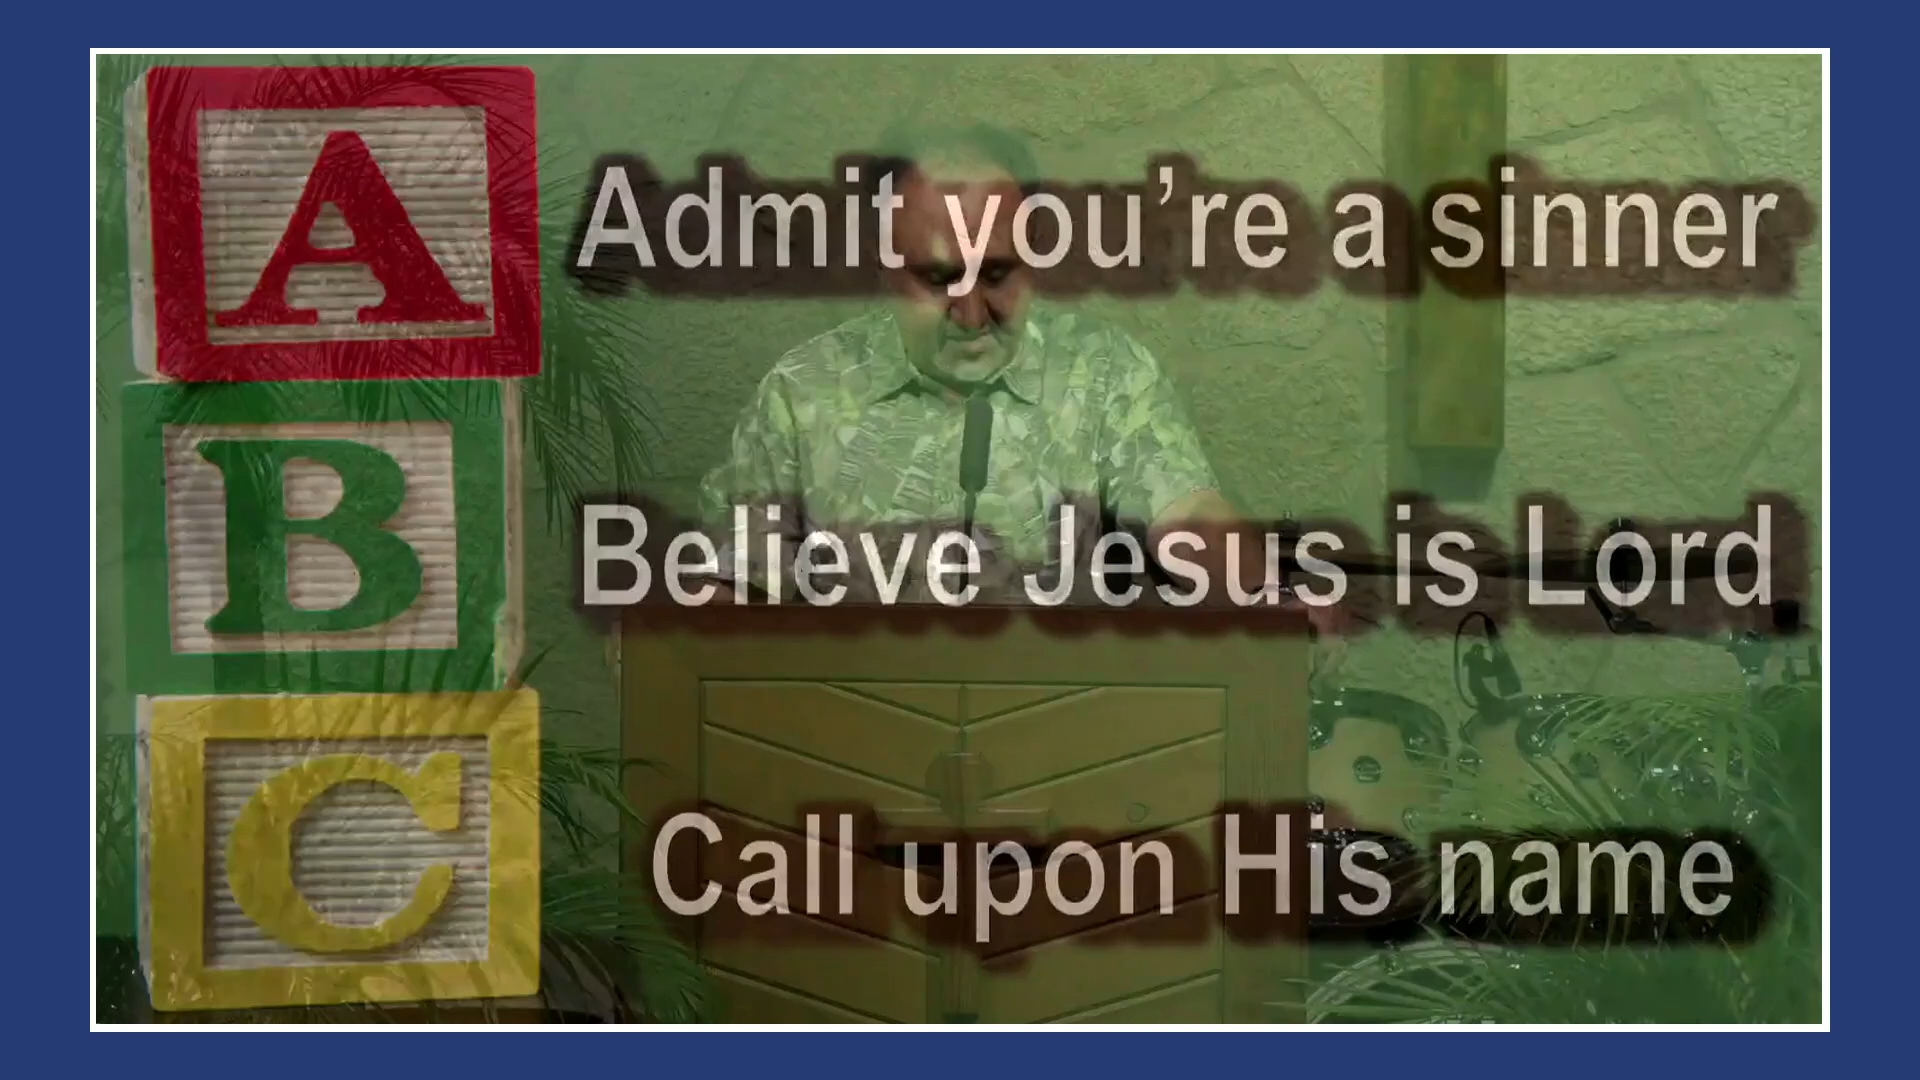 A
Admit you’re a sinner
B
Believe Jesus is Lord
C
Call upon His name